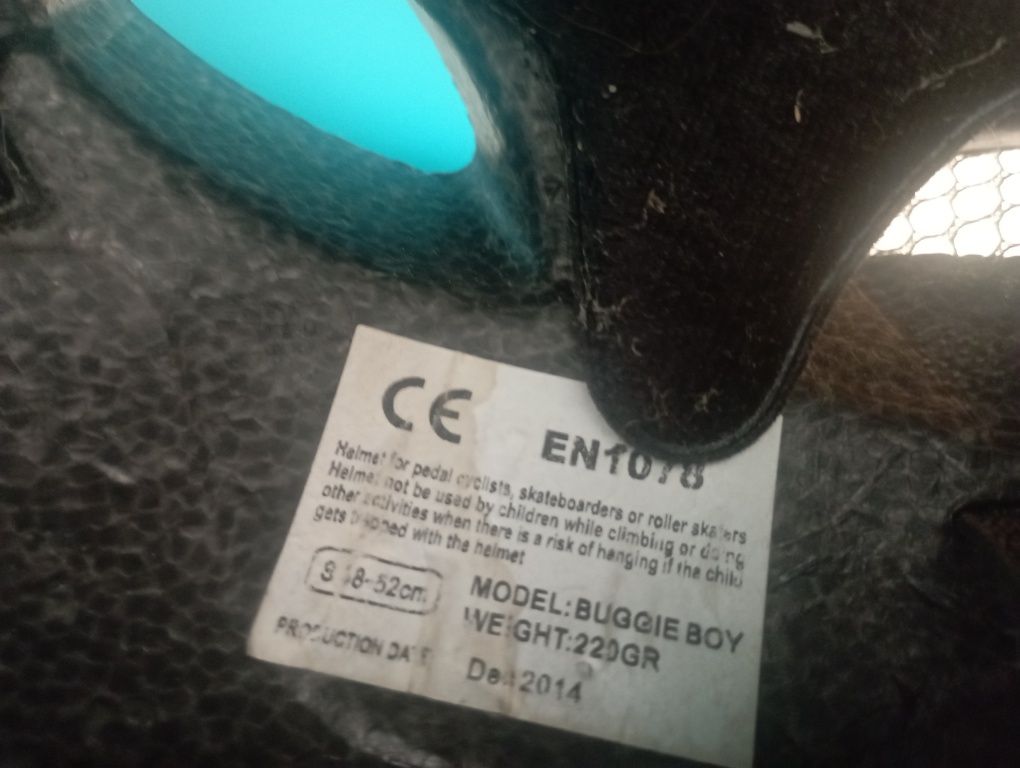 CE
EN1078
Helmet for pedal cyclists, skateboarders or roller skaters
Helmet not be used by children while climbing or doing
other activities when there is a risk of hanging if the child
gets trapped with the helmet
S 48-52cm
MODEL:BUGGIE BOY
WEIGHT:220GR
PRODUCTION DATE
Dec 2014